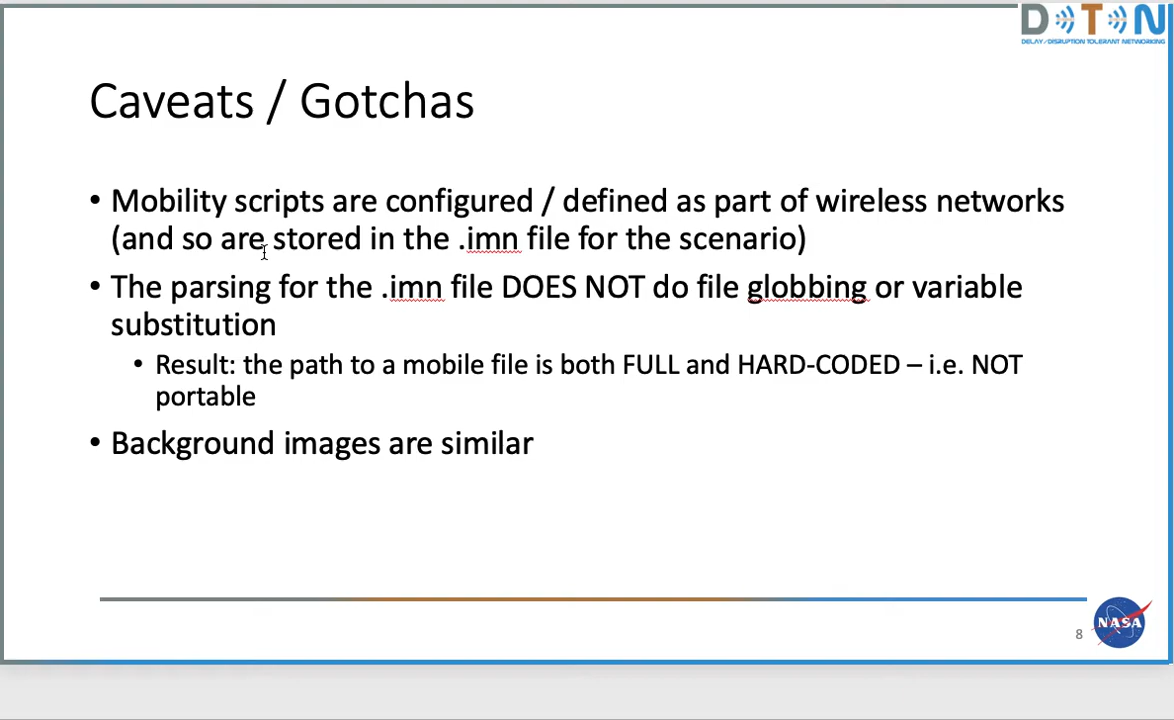 DTN
DELAY/DISRUPTION TOLERANT NETWORKING
Caveats / Gotchas
• Mobility scripts are configured / defined as part of wireless networks
(and so are stored in the .imn file for the scenario)
• The parsing for the .imn file DOES NOT do file globbing or variable
substitution
• Result: the path to a mobile file is both FULL and HARD-CODED – i.e. NOT
portable
• Background images are similar
8
NASA